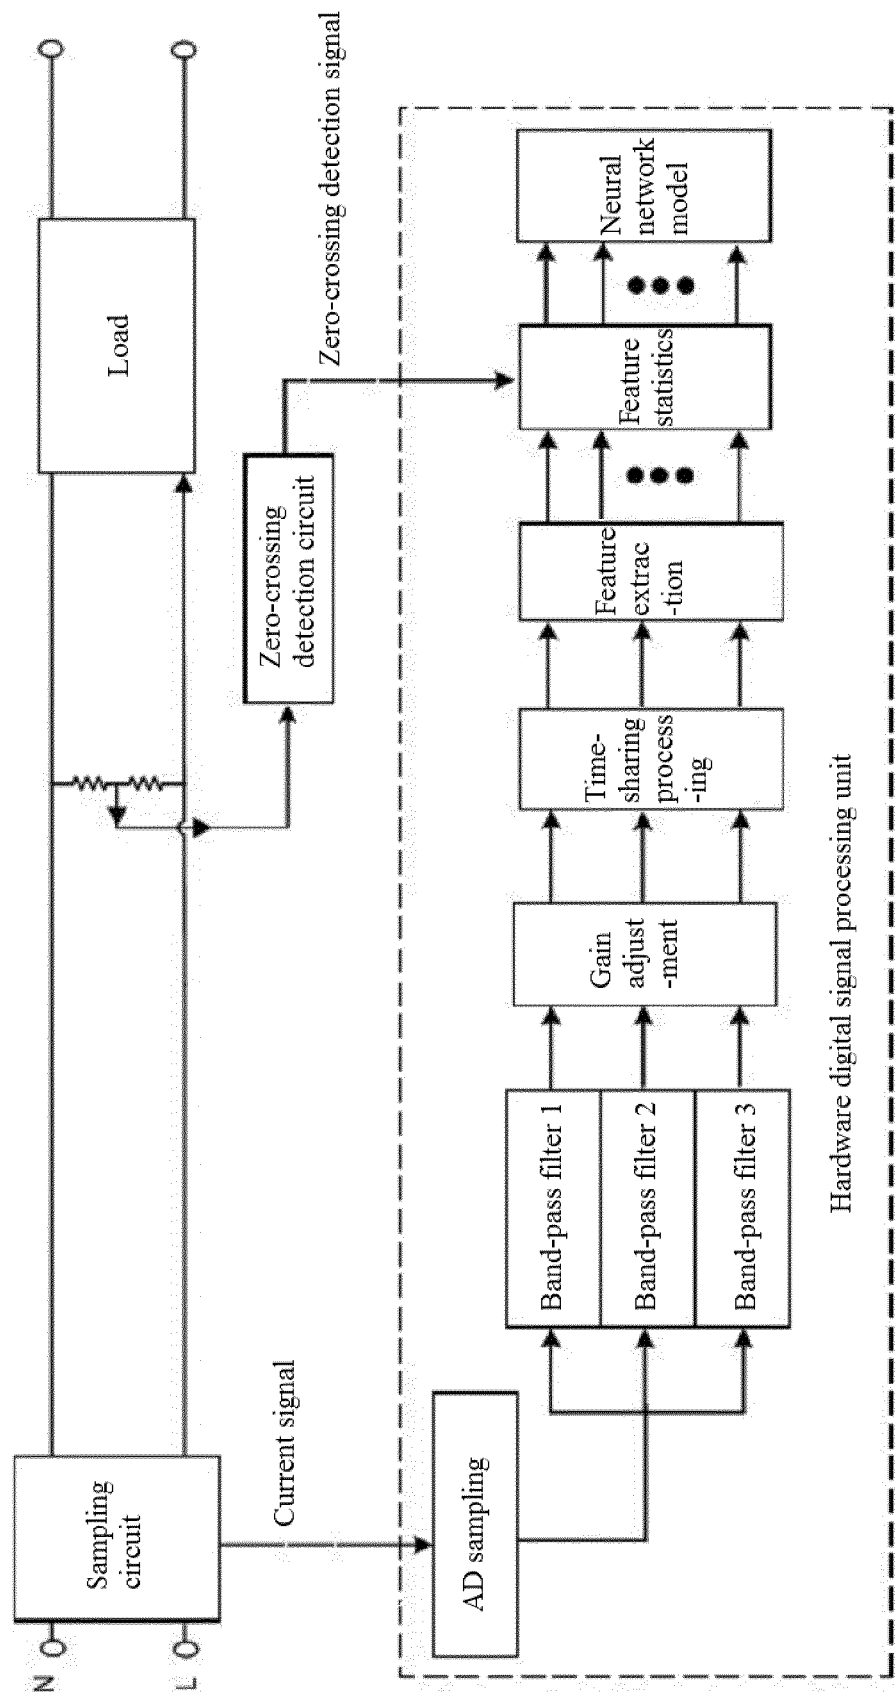 N
L
Sampling
circuit
Load
Zero-crossing
detection circuit
Current signal
Zero-crossing detection signal
AD sampling
Band-pass filter 1
Band-pass filter 2
Band-pass filter 3
Gain
adjust
-ment
Time-
sharing
process
-ing
Feature
extrac
-tion
Feature
statistics
Neural
network
model
Hardware digital signal processing unit